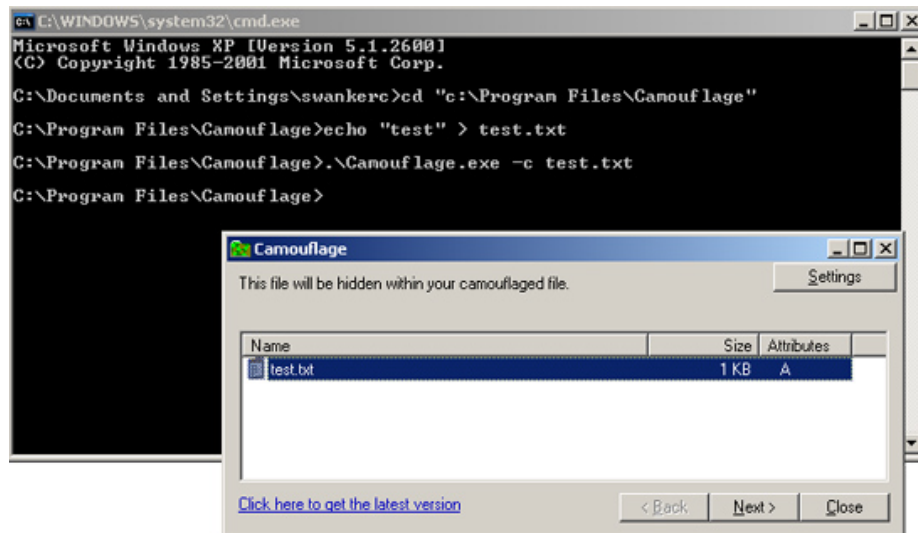 C:\WINDOWS\system32\cmd.exe
Microsoft Windows XP [Version 5.1.2600]
(C) Copyright 1985-2001 Microsoft Corp.
C:\Documents and Settings\swankerc>cd "c:\Program Files\Camouflage"
C:\Program Files\Camouflage>echo "test" > test.txt
C:\Program Files\Camouflage>.\Camouflage.exe -c test.txt
C:\Program Files\Camouflage>
Camouflage
This file will be hidden within your camouflaged file.
Settings
Name Size Attributes
test.txt 1 KB A
Click here to get the latest version
< Back Next > Close